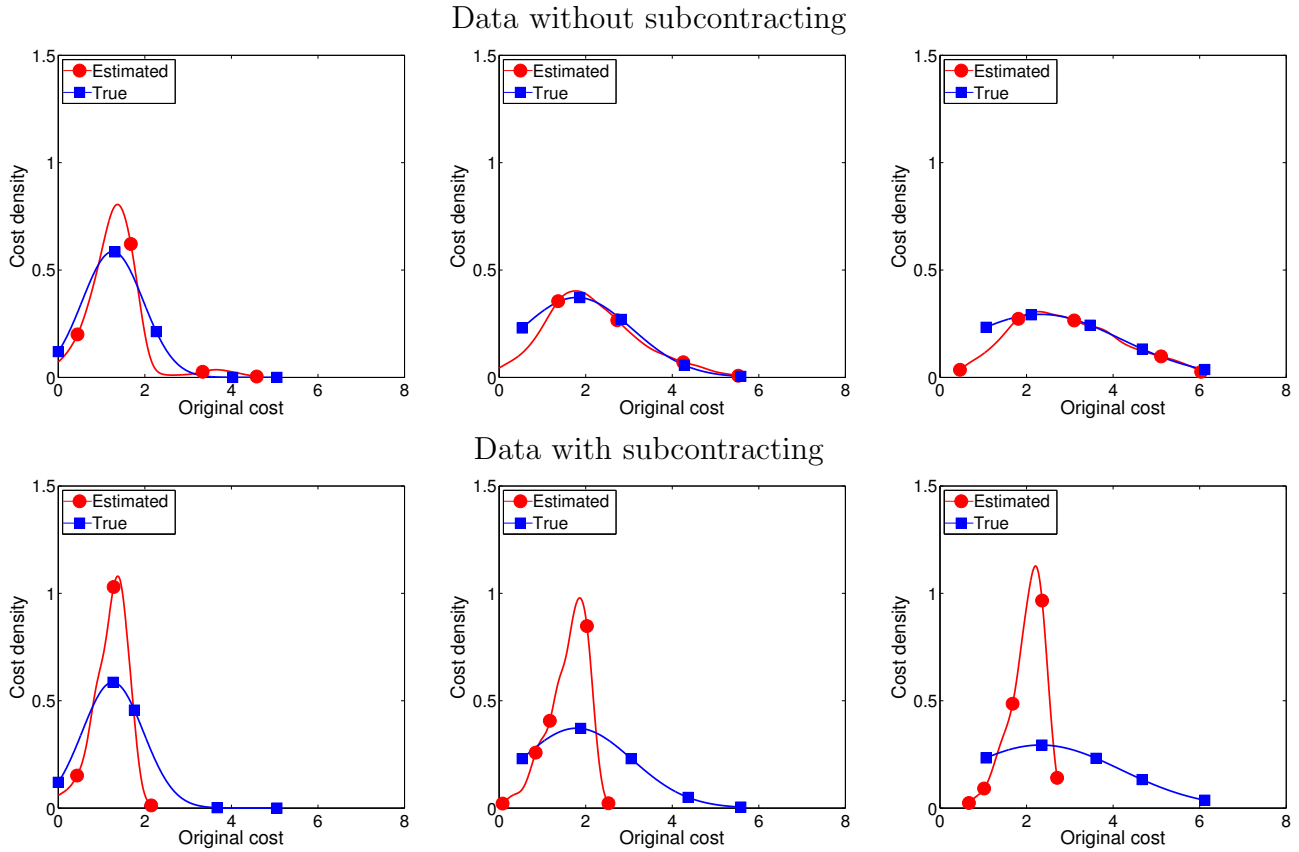 Data without subcontracting
1.5
1
0.5
0
Cost density
Estimated
True
0 2 4 6 8
Original cost
1.5
1
0.5
0
Cost density
Estimated
True
0 2 4 6 8
Original cost
1.5
1
0.5
0
Cost density
Estimated
True
0 2 4 6 8
Original cost
Data with subcontracting
1.5
1
0.5
0
Cost density
Estimated
True
0 2 4 6 8
Original cost
1.5
1
0.5
0
Cost density
Estimated
True
0 2 4 6 8
Original cost
1.5
1
0.5
0
Cost density
Estimated
True
0 2 4 6 8
Original cost